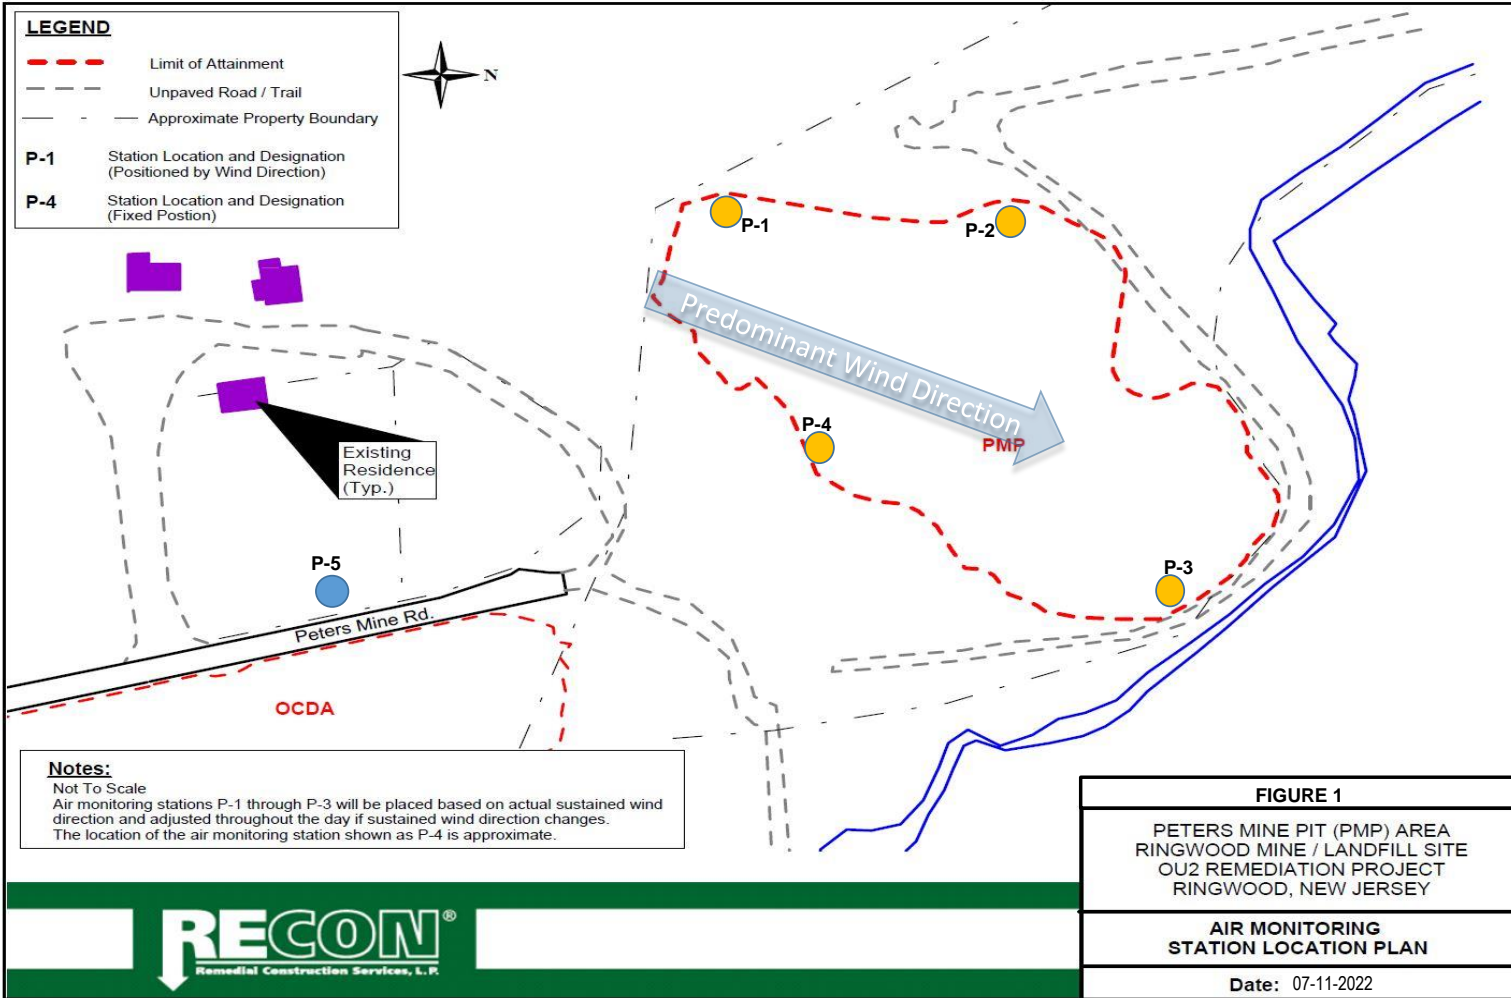 LEGEND
Limit of Attainment
Unpaved Road / Trail
Approximate Property Boundary
P-1 Station Location and Designation
(Positioned by Wind Direction)
P-4 Station Location and Designation
(Fixed Postion)
N
P-1
P-2
Predominant Wind Direction
P-4
PMP
Existing
Residence
(Typ.)
P-5
P-3
Peters Mine Rd.
OCDA
Notes:
Not To Scale
Air monitoring stations P-1 through P-3 will be placed based on actual sustained wind
direction and adjusted throughout the day if sustained wind direction changes.
The location of the air monitoring station shown as P-4 is approximate.
FIGURE 1
PETERS MINE PIT (PMP) AREA
RINGWOOD MINE / LANDFILL SITE
OU2 REMEDIATION PROJECT
RINGWOOD, NEW JERSEY
AIR MONITORING
STATION LOCATION PLAN
Date: 07-11-2022
RECON®
Remedial Construction Services, L.P.